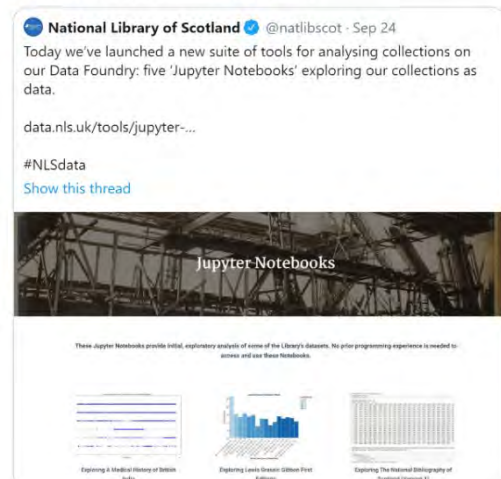 National Library of Scotland @natlibscot · Sep 24
Today we've launched a new suite of tools for analysing collections on
our Data Foundry: five 'Jupyter Notebooks' exploring our collections as
data.
data.nls.uk/tools/jupyter-...
#NLSdata
Show this thread
Jupyter Notebooks
These Jupyter Notebooks provide initial, exploratory analysis of some of the Library's datasets. No prior programming experience is needed to
access and use these Notebooks.
Exploring A Medical History of British
India
Exploring Lewis Grassic Gibbon First
Editions
Exploring The National Bibliography of